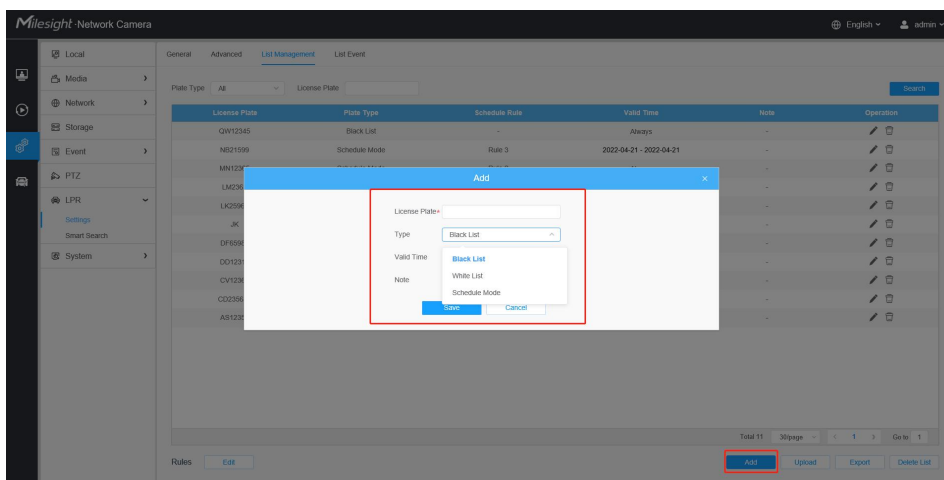 Milesight -Network Camera English admin
Local General Advanced List Management List Event
Media
Plate Type All License Plate Search
Network
License Plate Plate Type Schedule Rule Valid Time Note Operation
Storage
QW12345 Black List - Always -
Event
NB21599 Schedule Mode Rule 3 2022-04-21 - 2022-04-21 -
PTZ
Add ×
LPR
License Plate*
Settings
JK
Type Black List
Smart Search
System
Valid Time Black List
Note White List
Schedule Mode
Save Cancel
Total 11 30/page < 1 > Go to 1
Rules Edit Add Upload Export Delete List